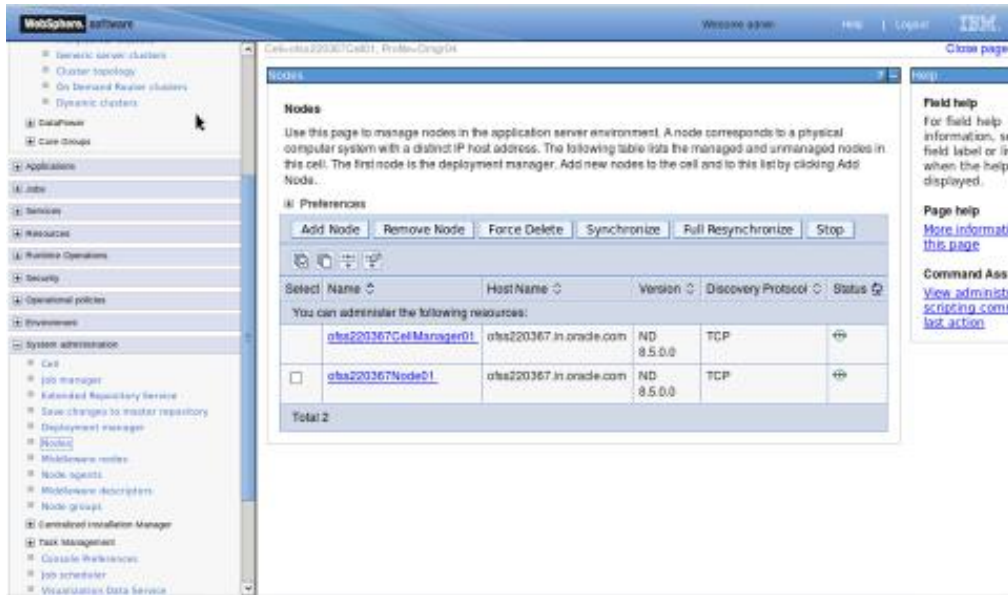 WebSphere. software
Welcome admin
Help | Logout
IBM.
Cell=ofss220367Cell01, Profile=Dmgr04
Close page
Generic server clusters
Cluster topology
On Demand Router clusters
Dynamic clusters
DataPower
Core Groups
Applications
Jobs
Services
Resources
Runtime Operations
Security
Operational policies
Environment
System administration
Cell
Job manager
Extended Repository Service
Save changes to master repository
Deployment manager
Nodes
Middleware nodes
Node agents
Middleware descriptors
Node groups
Centralized Installation Manager
Task Management
Console Preferences
Job scheduler
Visualization Data Service
Nodes
? _
Nodes
Use this page to manage nodes in the application server environment. A node corresponds to a physical
computer system with a distinct IP host address. The following table lists the managed and unmanaged nodes in
this cell. The first node is the deployment manager. Add new nodes to the cell and to this list by clicking Add
Node.
Preferences
Add Node Remove Node Force Delete Synchronize Full Resynchronize Stop
Select Name Host Name Version Discovery Protocol Status
You can administer the following resources:
ofss220367CellManager01 ofss220367.in.oracle.com ND 8.5.0.0 TCP
ofss220367Node01 ofss220367.in.oracle.com ND 8.5.0.0 TCP
Total 2
Help
Field help
For field help
information, s
field label or li
when the help
displayed.
Page help
More informati
this page
Command Ass
View administr
scripting comm
last action